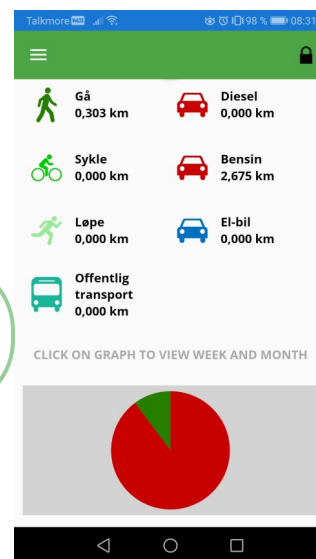 Talkmore VoWiFi 98 % 08:31
Gå
0,303 km
Diesel
0,000 km
Sykle
0,000 km
Bensin
2,675 km
Løpe
0,000 km
El-bil
0,000 km
Offentlig
transport
0,000 km
CLICK ON GRAPH TO VIEW WEEK AND MONTH